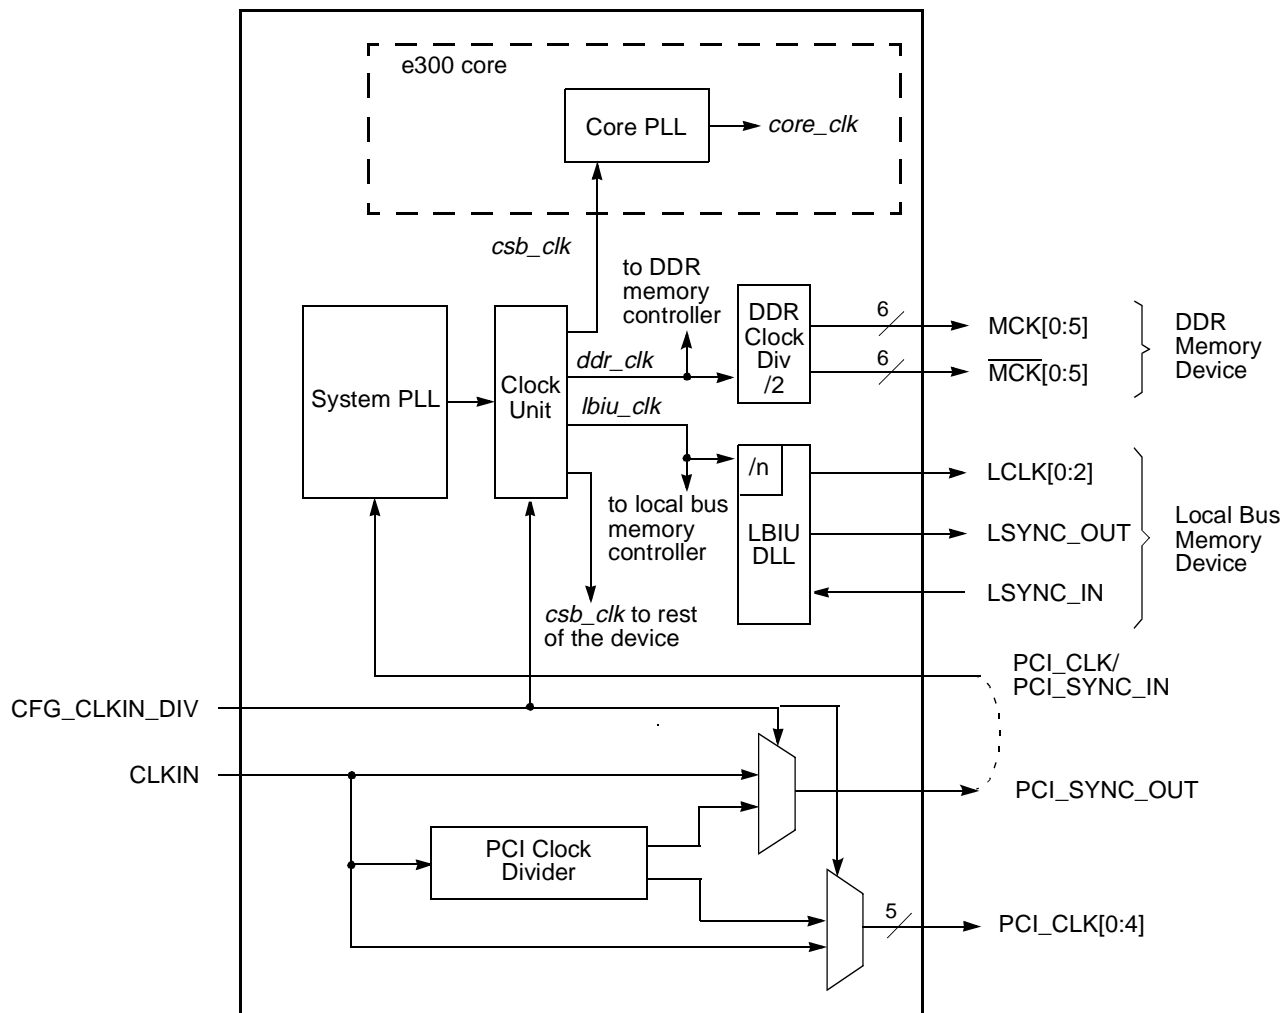 e300 core
Core PLL
core_clk
csb_clk
to DDR
memory
controller
DDR
Clock
Div
/2
6
MCK[0:5]
6
MCK[0:5]
DDR
Memory
Device
System PLL
Clock
Unit
ddr_clk
lbiu_clk
/n
LBIU
DLL
to local bus
memory
controller
LCLK[0:2]
LSYNC_OUT
LSYNC_IN
Local Bus
Memory
Device
csb_clk to rest
of the device
PCI_CLK/
PCI_SYNC_IN
CFG_CLKIN_DIV
CLKIN
PCI_SYNC_OUT
PCI Clock
Divider
5
PCI_CLK[0:4]